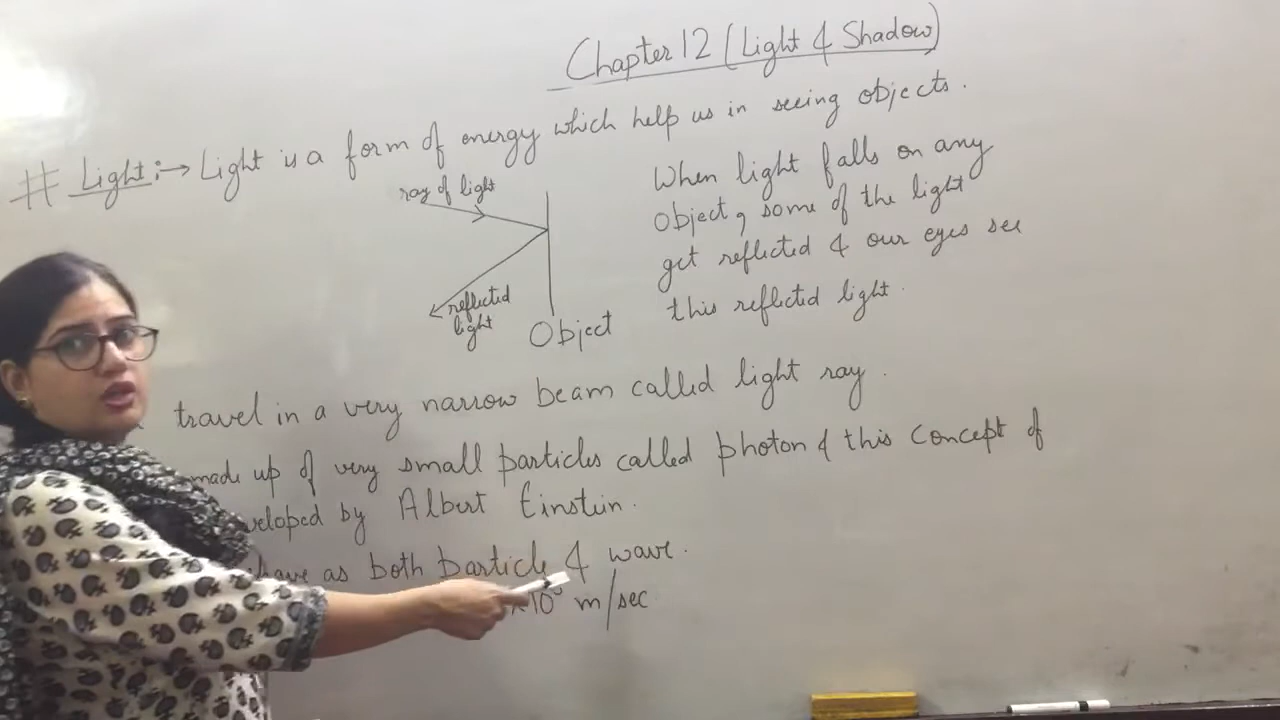 Chapter 12 (Light & Shadow)
# Light :→ Light is a form of energy which help us in seeing objects.
ray of light
reflected
light
Object
When light falls on any
object, some of the light
get reflected & our eyes see
this reflected light.
travel in a very narrow beam called light ray.
made up of very small particles called photon & this concept of
by Albert Einstein.
as both particle & wave.
m/sec